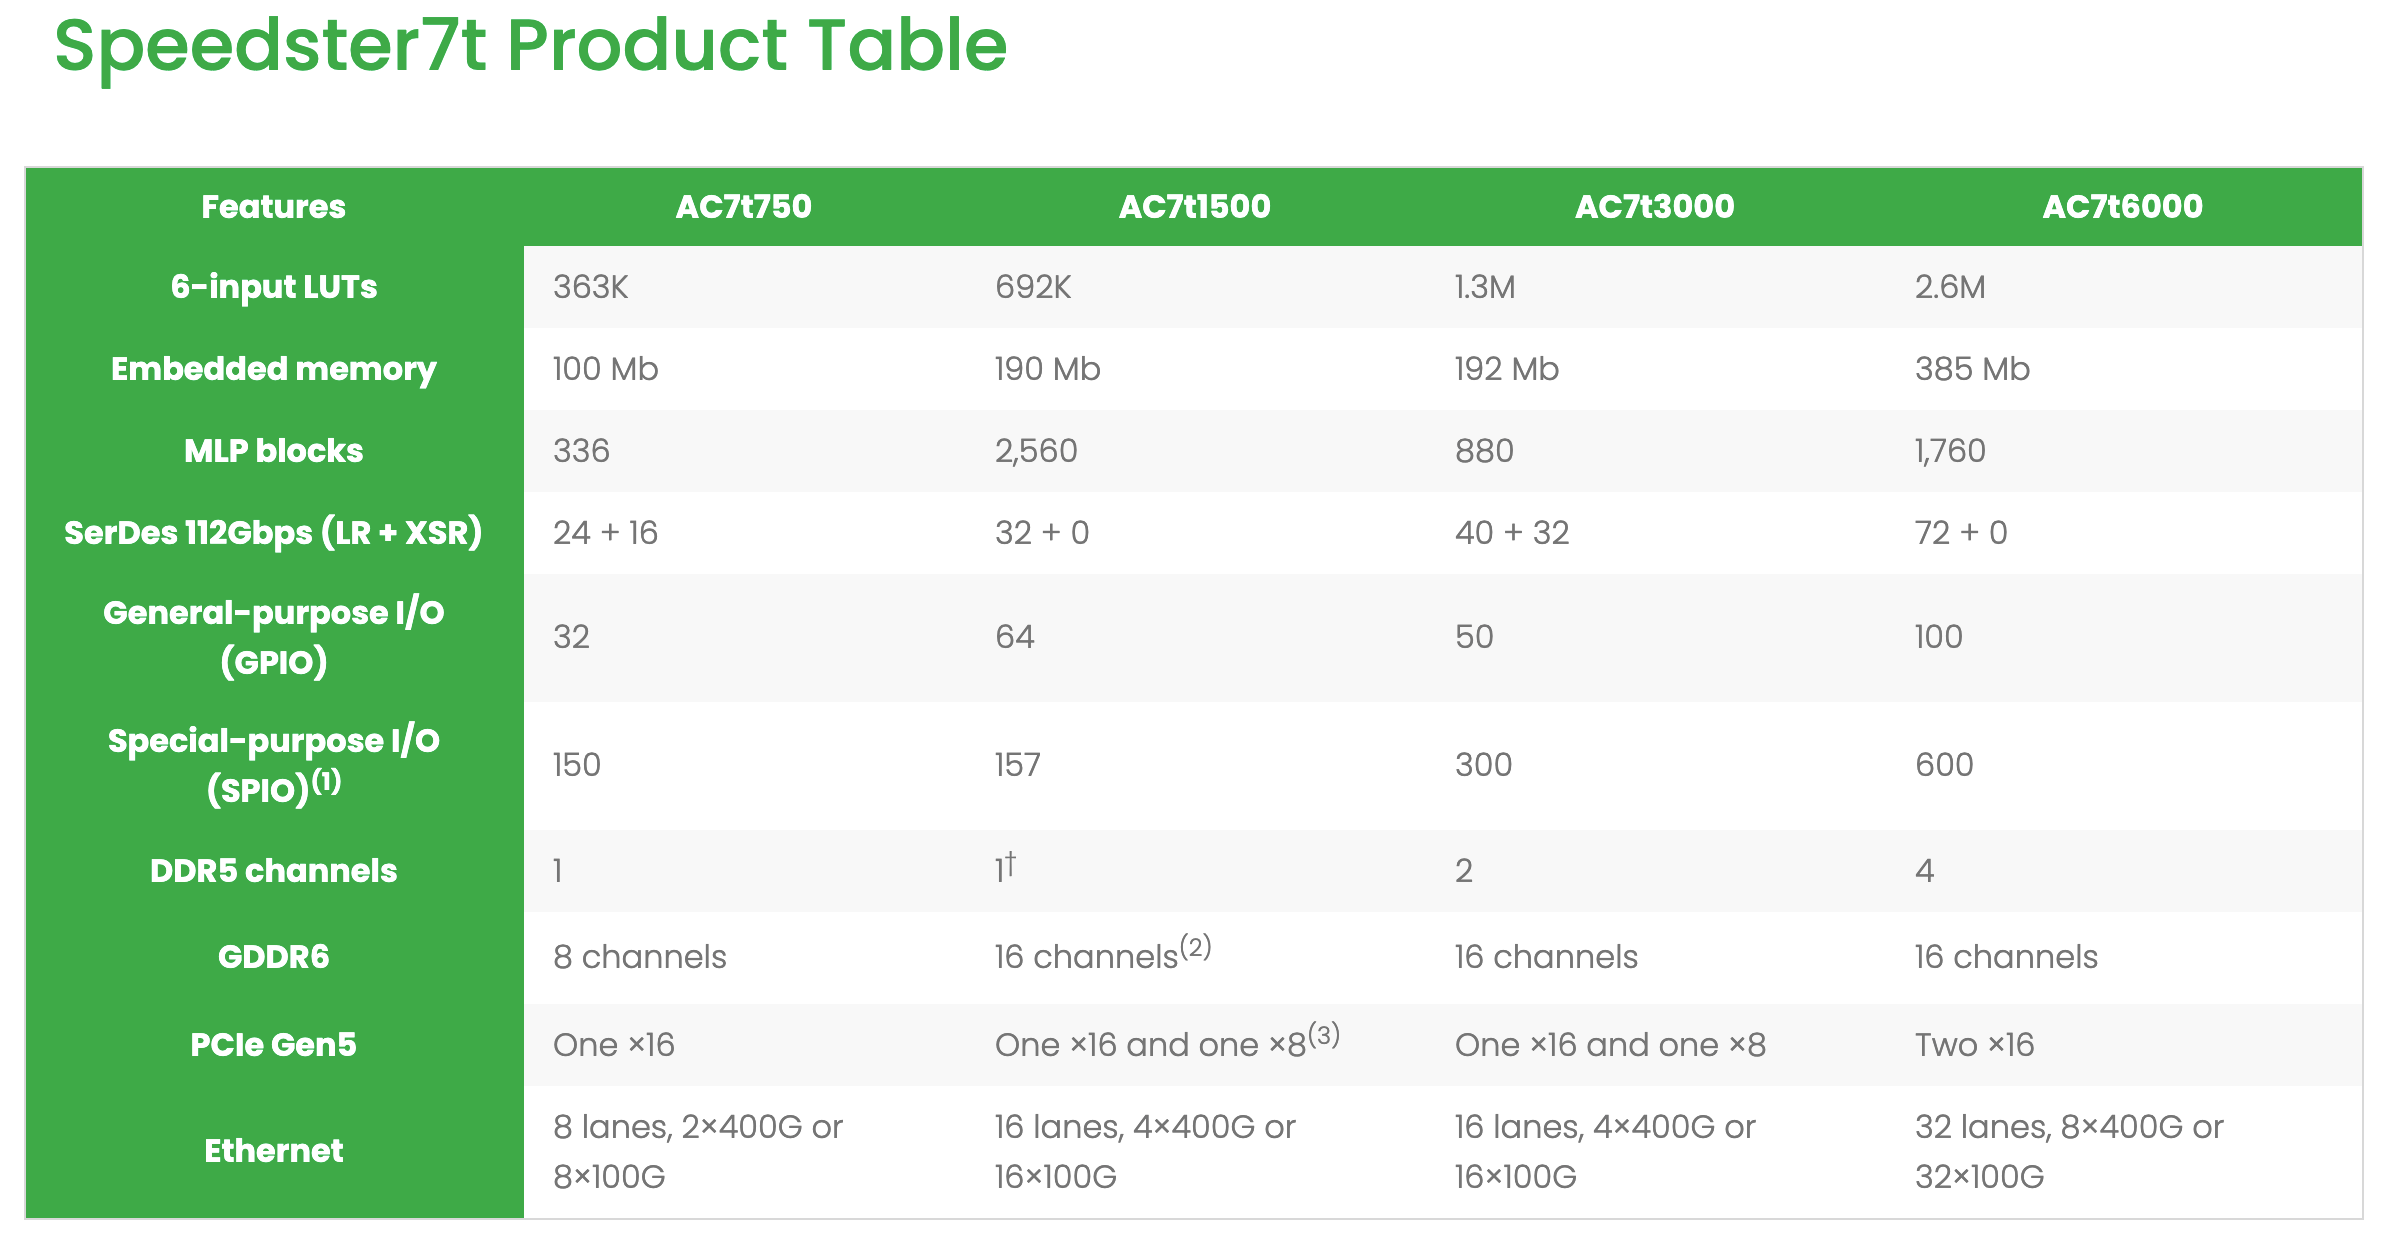 Speedster7t Product Table
Features AC7t750 AC7t1500 AC7t3000 AC7t6000
6-input LUTs 363K 692K 1.3M 2.6M
Embedded memory 100 Mb 190 Mb 192 Mb 385 Mb
MLP blocks 336 2,560 880 1,760
SerDes 112Gbps (LR + XSR) 24 + 16 32 + 0 40 + 32 72 + 0
General-purpose I/O
(GPIO) 32 64 50 100
Special-purpose I/O
(SPIO)(1) 150 157 300 600
DDR5 channels 1 1† 2 4
GDDR6 8 channels 16 channels(2) 16 channels 16 channels
PCIe Gen5 One ×16 One ×16 and one ×8(3) One ×16 and one ×8 Two ×16
Ethernet 8 lanes, 2×400G or 16 lanes, 4×400G or 16 lanes, 4×400G or 32 lanes, 8×400G or
8×100G 16×100G 16×100G 32×100G